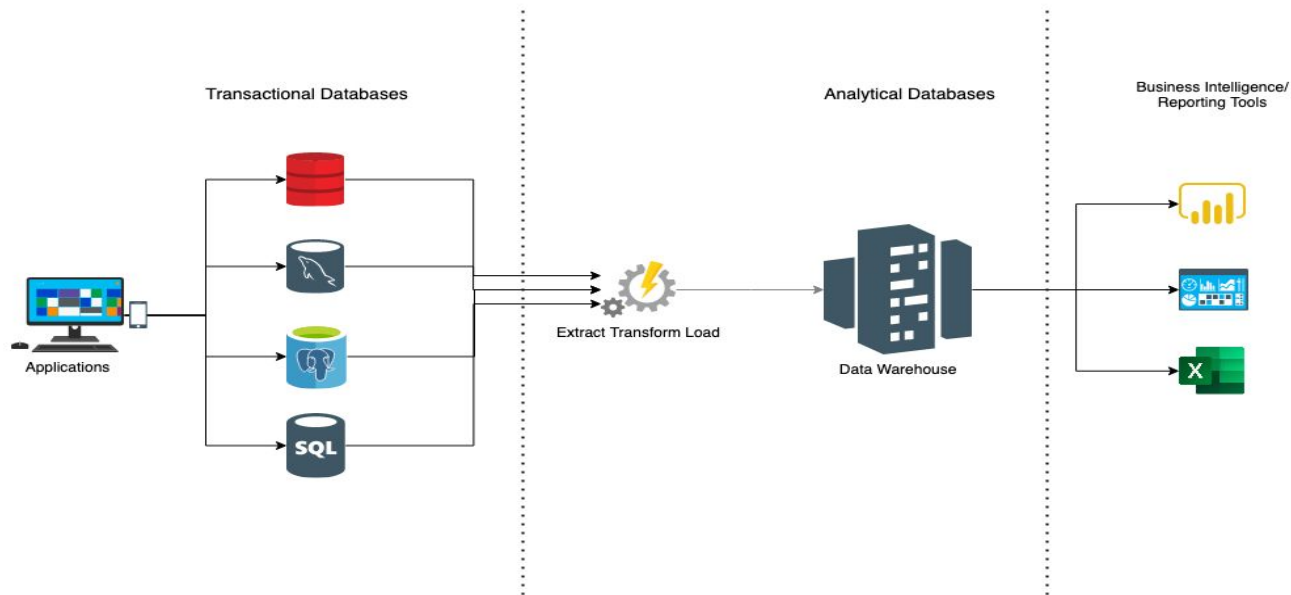 Transactional Databases
Analytical Databases
Business Intelligence/
Reporting Tools
Applications
SQL
Extract Transform Load
Data Warehouse
X